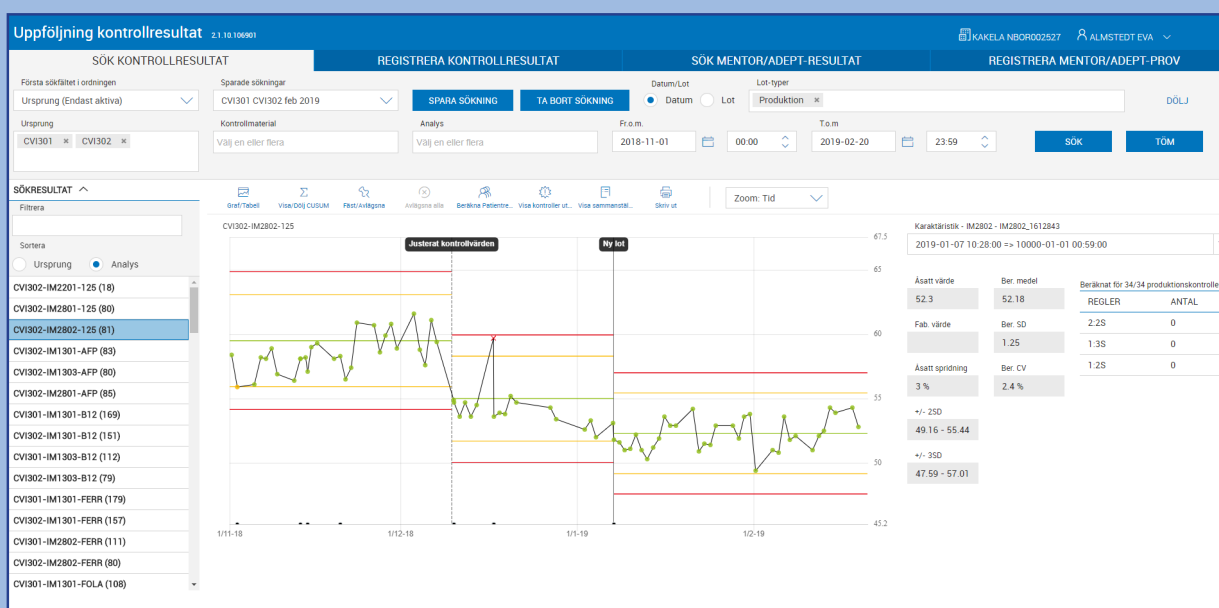 Uppföljning kontrollresultat 2.1.10.106901
KAKELA NBOR002527 ALMSTEDT EVA
SÖK KONTROLLRESULTAT REGISTRERA KONTROLLRESULTAT SÖK MENTOR/ADEPT-RESULTAT REGISTRERA MENTOR/ADEPT-PROV
Första sökfältet i ordningen Sparade sökningar Datum/Lot Lot-typer
Ursprung (Endast aktiva) CVI301 CVI302 feb 2019 SPARA SÖKNING TA BORT SÖKNING Datum Lot Produktion × DÖLJ
Ursprung Kontrollmaterial Analys Fr.o.m. T.o.m
CVI301 × CVI302 × Välj en eller flera Välj en eller flera 2018-11-01 00:00 2019-02-20 23:59 SÖK TÖM
SÖKRESULTAT
Filtrera
Sortera
Ursprung Analys
CVI302-IM2201-125 (18)
CVI302-IM2801-125 (80)
CVI302-IM2802-125 (81)
CVI302-IM1301-AFP (83)
CVI302-IM1303-AFP (80)
CVI302-IM2801-AFP (85)
CVI301-IM1301-B12 (169)
CVI302-IM1301-B12 (151)
CVI301-IM1303-B12 (112)
CVI302-IM1303-B12 (79)
CVI301-IM1301-FERR (179)
CVI302-IM1301-FERR (157)
CVI301-IM2802-FERR (111)
CVI302-IM2802-FERR (80)
CVI301-IM1301-FOLA (108)
Graf/Tabell Visa/Dölj CUSUM Fäst/Avlägsna Avlägsna alla Beräkna Patientre... Visa kontroller ut... Visa sammanstäl... Skriv ut Zoom: Tid
CVI302-IM2802-125
Justerat kontrollvärden Ny lot
67.5
65
60
55
50
45.2
1/11-18 1/12-18 1/1-19 1/2-19
Karaktäristik - IM2802 - IM2802_1612843
2019-01-07 10:28:00 => 10000-01-01 00:59:00
Åsatt värde Ber. medel Beräknat för 34/34 produktionskontrolle
52.3 52.18 REGLER ANTAL
Fab. värde Ber. SD 2:2S 0
1.25 1:3S 0
Åsatt spridning Ber. CV 1:2S 0
3 % 2.4 %
+/- 2SD
49.16 - 55.44
+/- 3SD
47.59 - 57.01